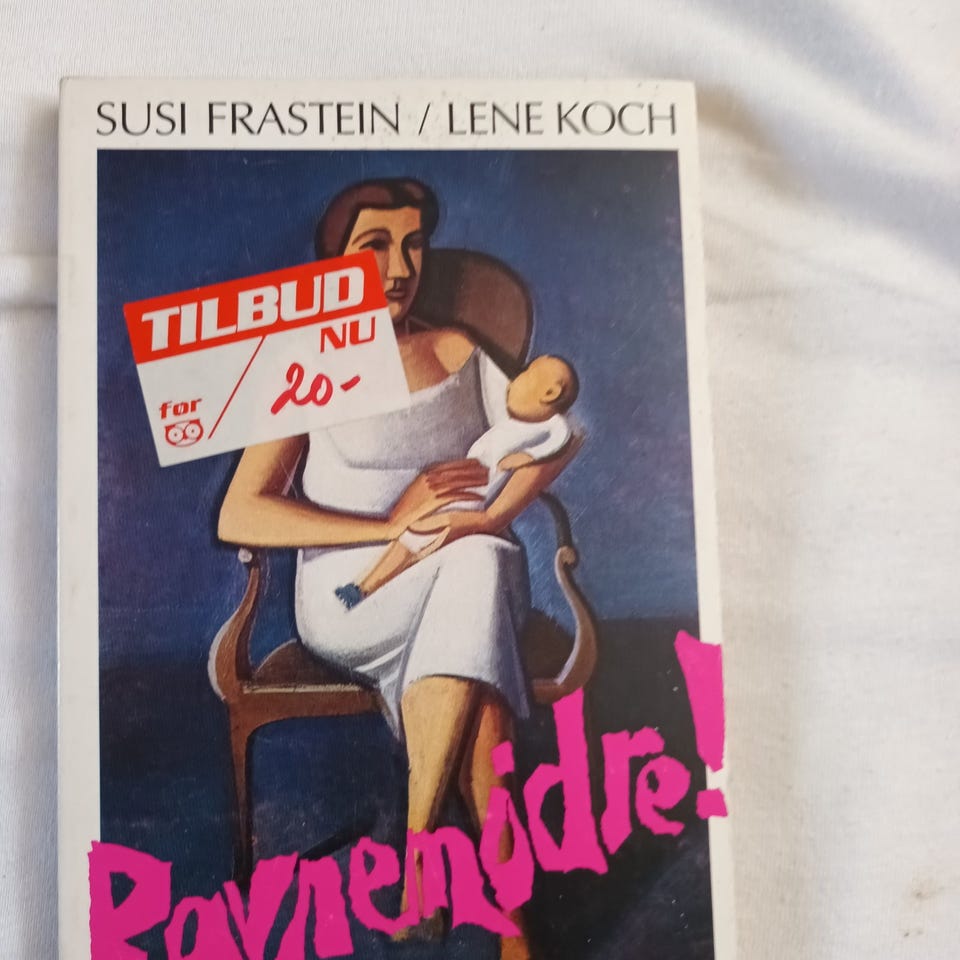 SUSI FRASTEIN / LENE KOCH
TILBUD
NU
før
20-
Ravnemødre!